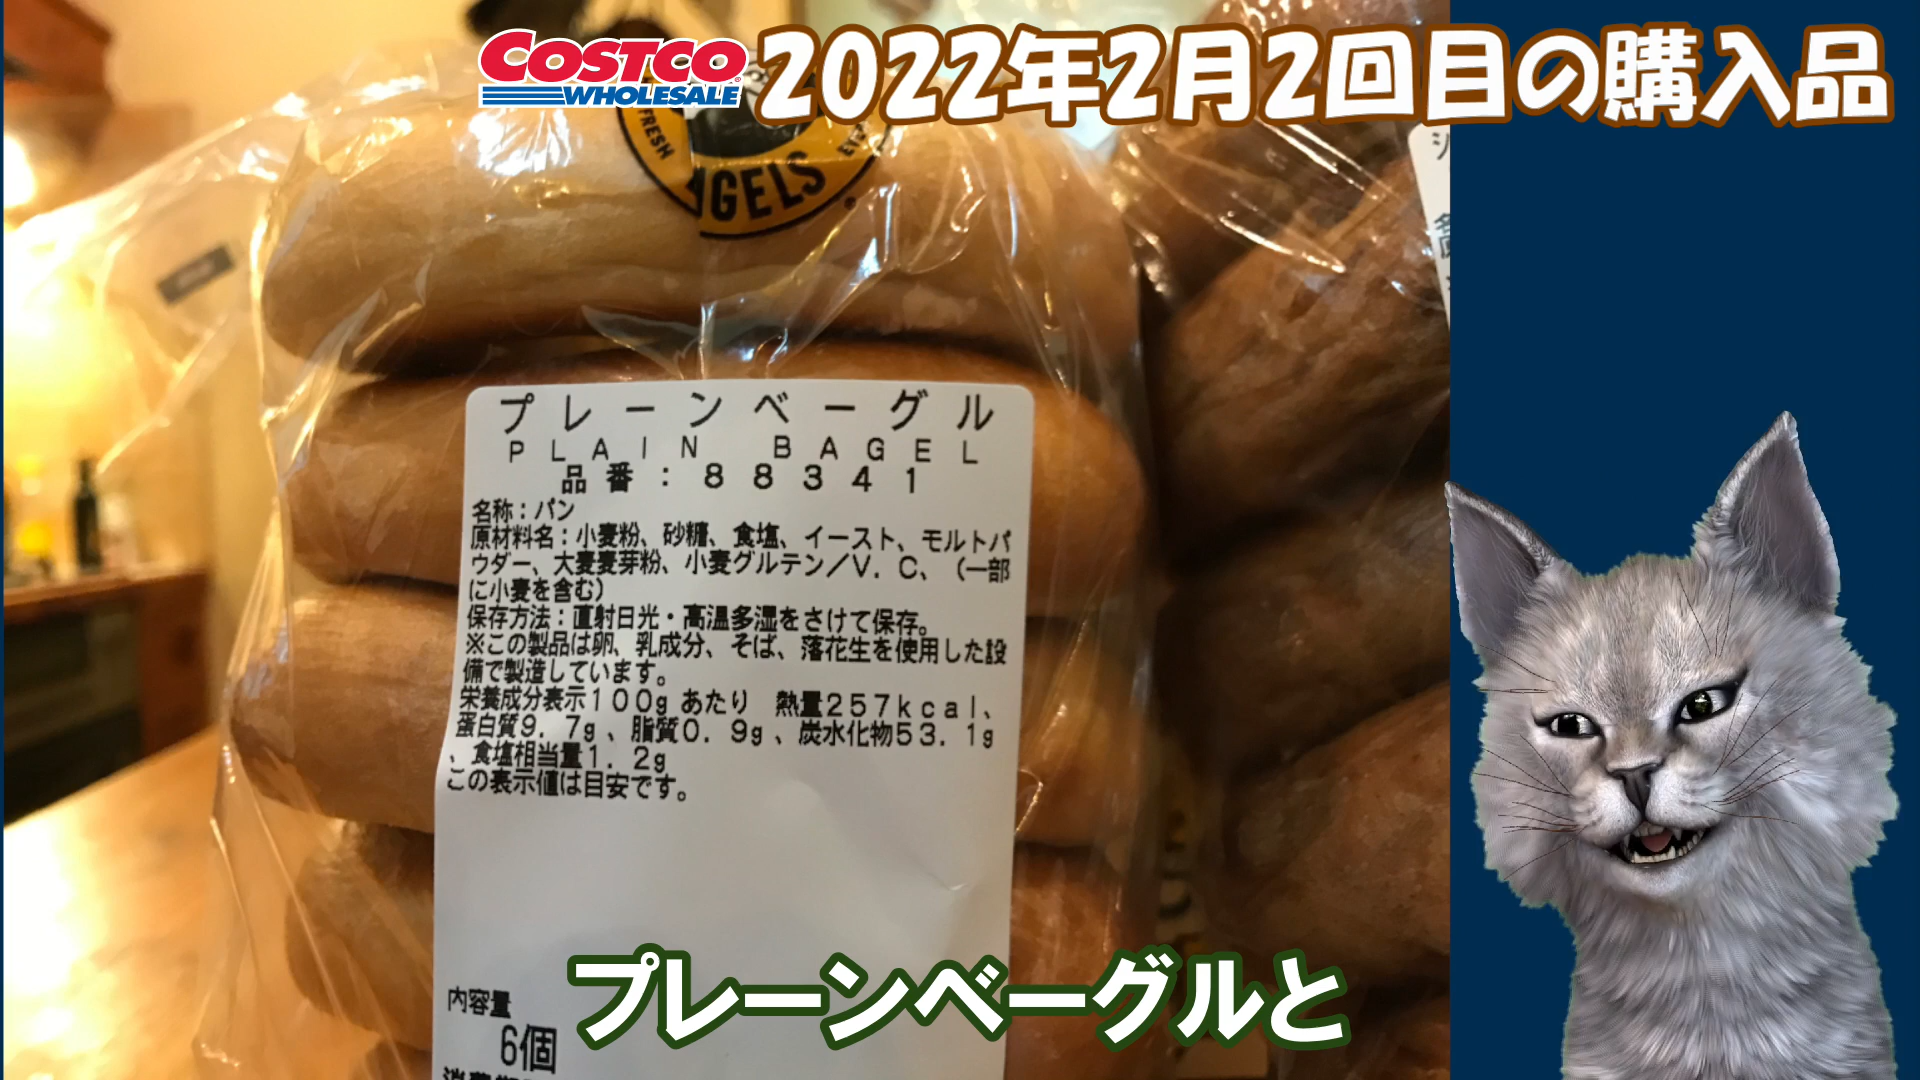 COSTCO
WHOLESALE
2022年2月2回目の購入品
FRESH
プレーンベーグル
PLAIN BAGEL
品番:88341
名称:パン
原材料名:小麦粉、砂糖、食塩、イースト、モルトパ
ウダー、大麦麦芽粉、小麦グルテン/V.C、(一部
に小麦を含む)
保存方法:直射日光・高温多湿をさけて保存。
※この製品は卵、乳成分、そば、落花生を使用した設
備で製造しています。
栄養成分表示100gあたり 熱量257kcal、
蛋白質9.7g、脂質0.9g、炭水化物53.1g
、食塩相当量1.2g
この表示値は目安です。
内容量
6個
プレーンベーグルと